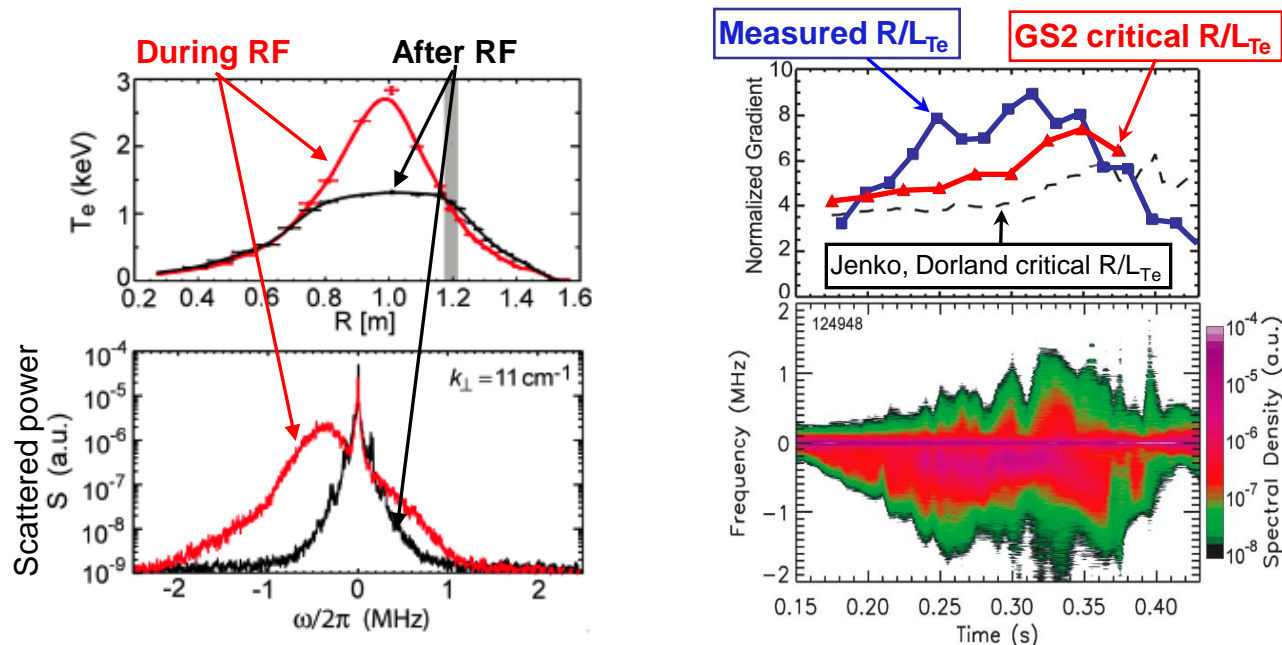 During RF
After RF
3
2
1
0
T_e (keV)
0.2 0.4 0.6 0.8 1.0 1.2 1.4 1.6
R [m]
10^-4
10^-5
10^-6
10^-7
10^-8
10^-9
Scattered power
S (a.u.)
k⊥ = 11 cm^-1
-2 -1 0 1 2
ω/2π (MHz)
Measured R/L_Te
GS2 critical R/L_Te
10
8
6
4
2
0
Normalized Gradient
Jenko, Dorland critical R/L_Te
124948
2
1
0
-1
-2
Frequency (MHz)
0.15 0.20 0.25 0.30 0.35 0.40
Time (s)
10^-4
10^-5
10^-6
10^-7
10^-8
Spectral Density (a.u.)